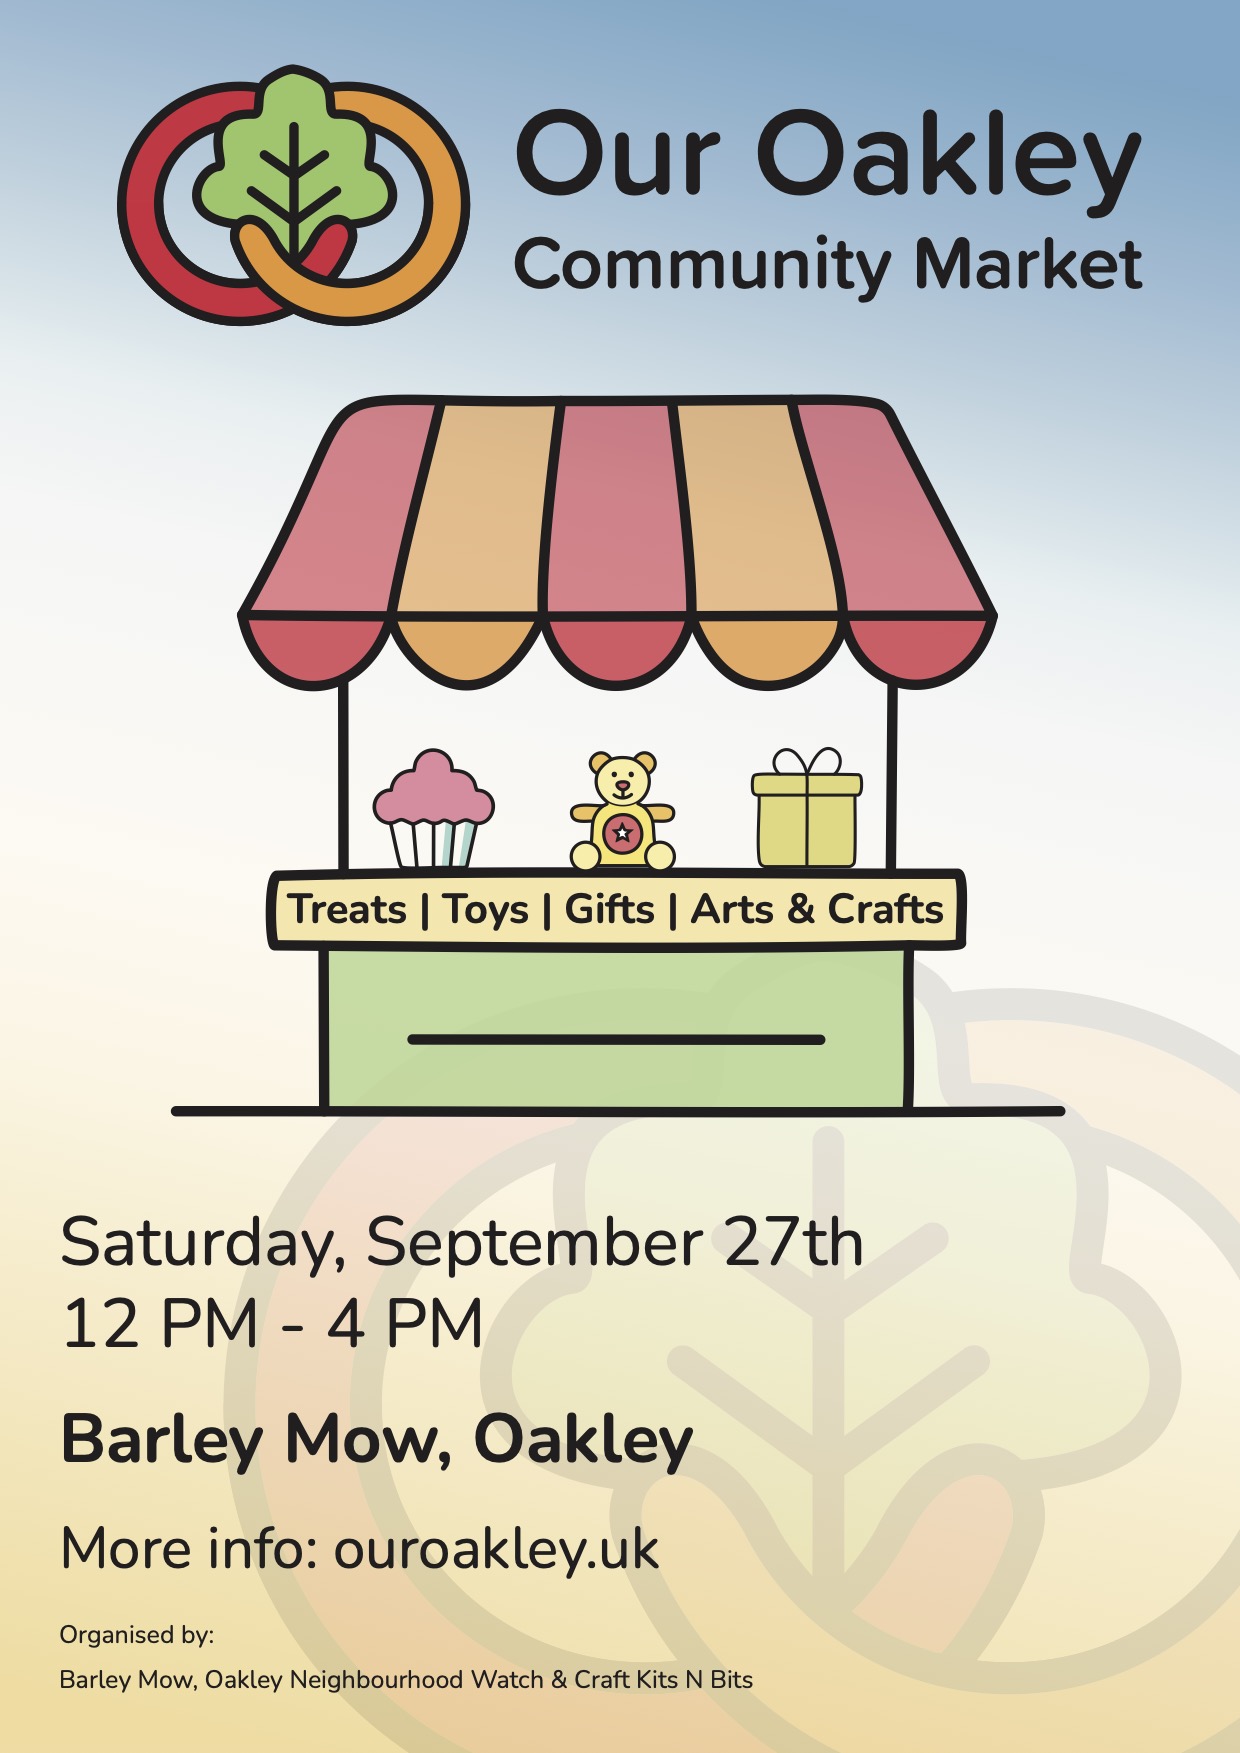 Our Oakley
Community Market
Treats | Toys | Gifts | Arts & Crafts
Saturday, September 27th
12 PM - 4 PM
Barley Mow, Oakley
More info: ouroakley.uk
Organised by:
Barley Mow, Oakley Neighbourhood Watch & Craft Kits N Bits